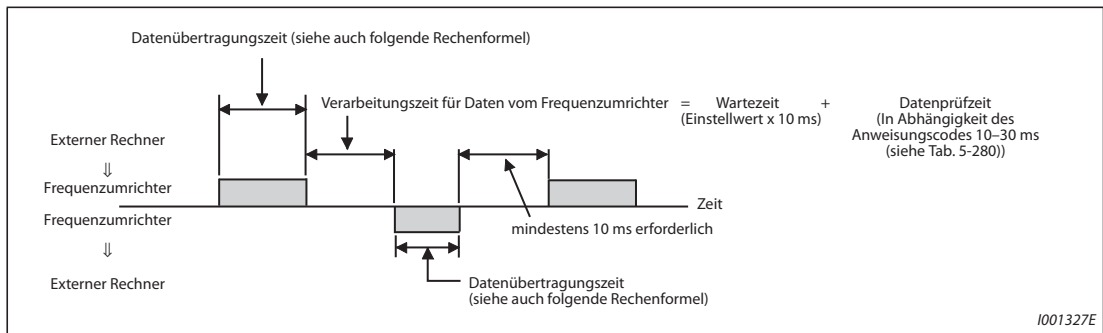 Datenübertragungszeit (siehe auch folgende Rechenformel)
Verarbeitungszeit für Daten vom Frequenzumrichter = Wartezeit + Datenprüfzeit
(Einstellwert x 10 ms)
(In Abhängigkeit des
Anweisungscodes 10–30 ms
(siehe Tab. 5-280))
Externer Rechner
⇓
Frequenzumrichter
Zeit
Frequenzumrichter
⇓
Externer Rechner
mindestens 10 ms erforderlich
Datenübertragungszeit
(siehe auch folgende Rechenformel)
I001327E